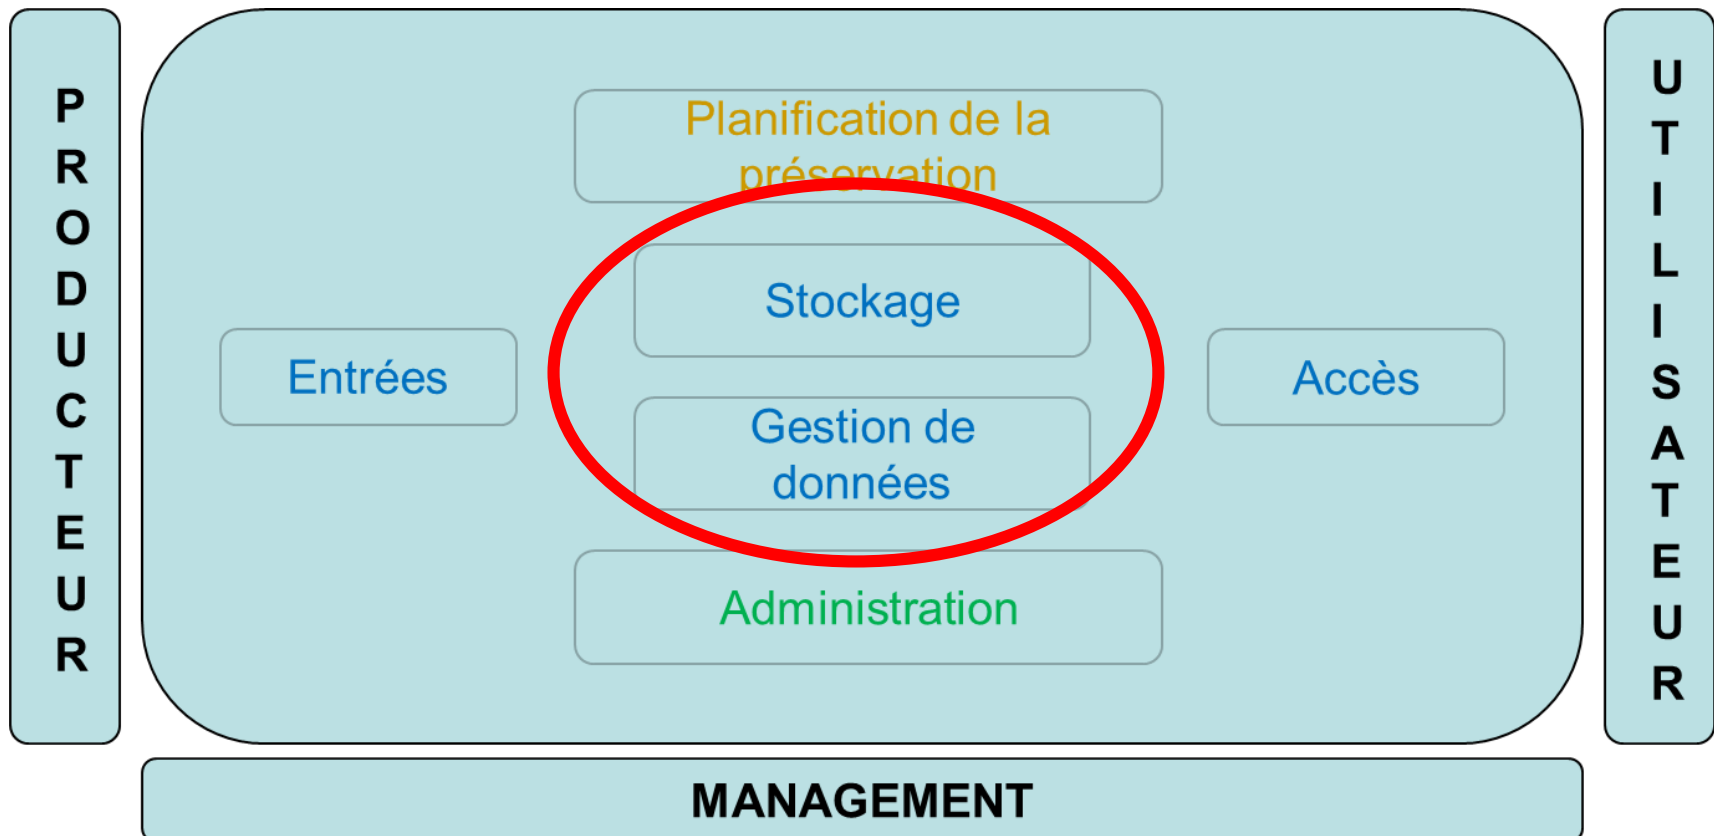 PRODUCTEUR
Planification de la
préservation
Stockage
Entrées
Gestion de
données
Accès
Administration
UTILISATEUR
MANAGEMENT